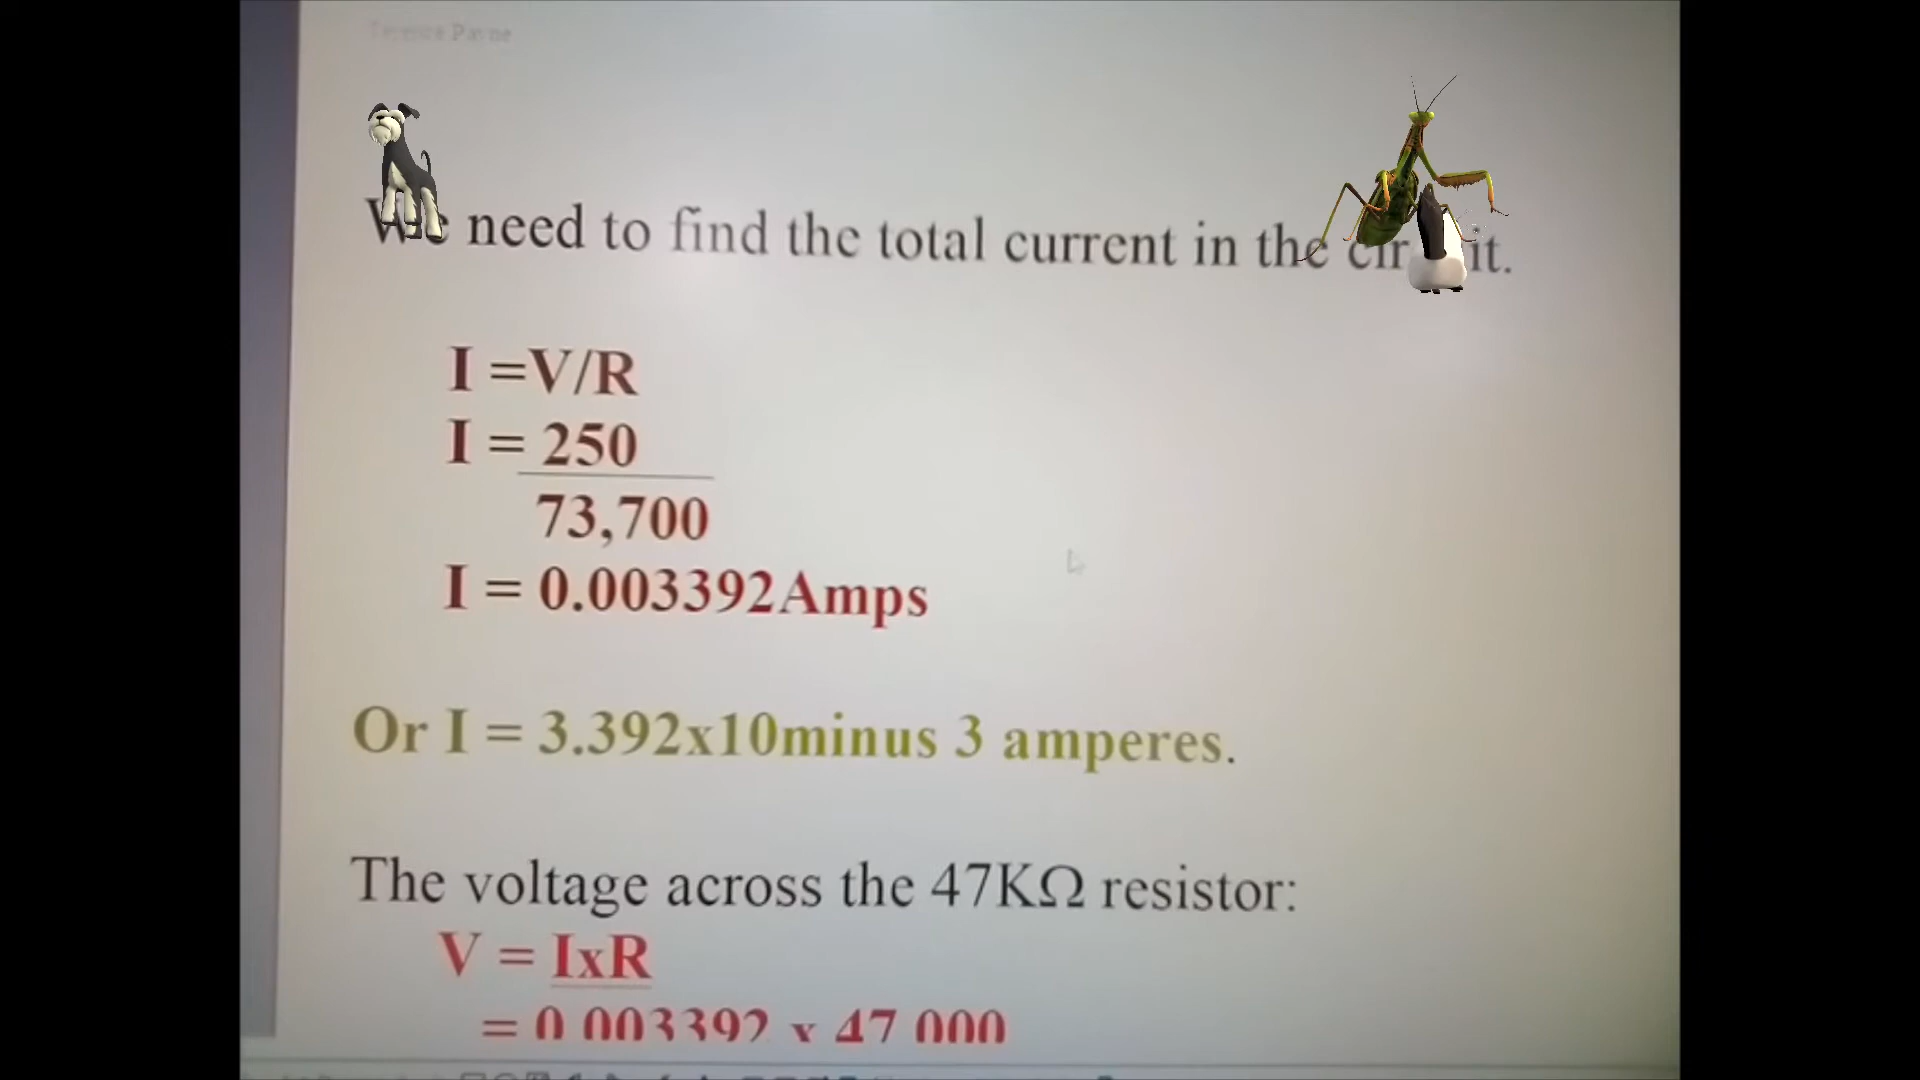 Payne
need to find the total current in the
I =V/R
I = 250
73,700
I = 0.003392Amps
Or I = 3.392x10minus 3 amperes.
The voltage across the 47KΩ resistor:
V = IxR
= 0.003392 x 47 000